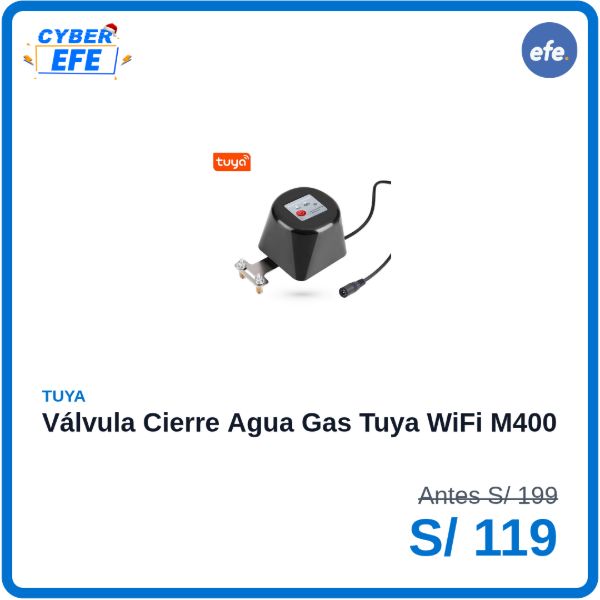 CYBER
EFE
efe.
tuya
TUYA
Válvula Cierre Agua Gas Tuya WiFi M400
Antes S/ 199
S/ 119